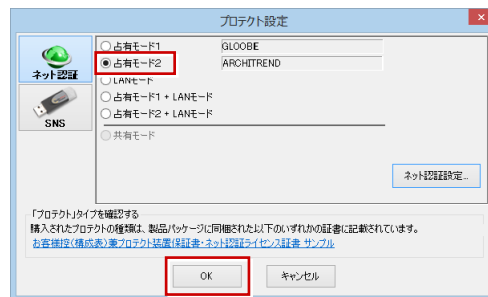 プロテクト設定
ネット認証
SNS
占有モード1 GLOOBE
占有モード2 ARCHITREND
LANモード
占有モード1 + LANモード
占有モード2 + LANモード
共有モード
ネット認証設定...
「プロテクト」タイプを確認する
購入されたプロテクトの種類は、製品パッケージに同梱された以下のいずれかの証書に記載されています。
お客様控(構成表)兼プロテクト装置保証書・ネット認証ライセンス証書 サンプル
OK キャンセル